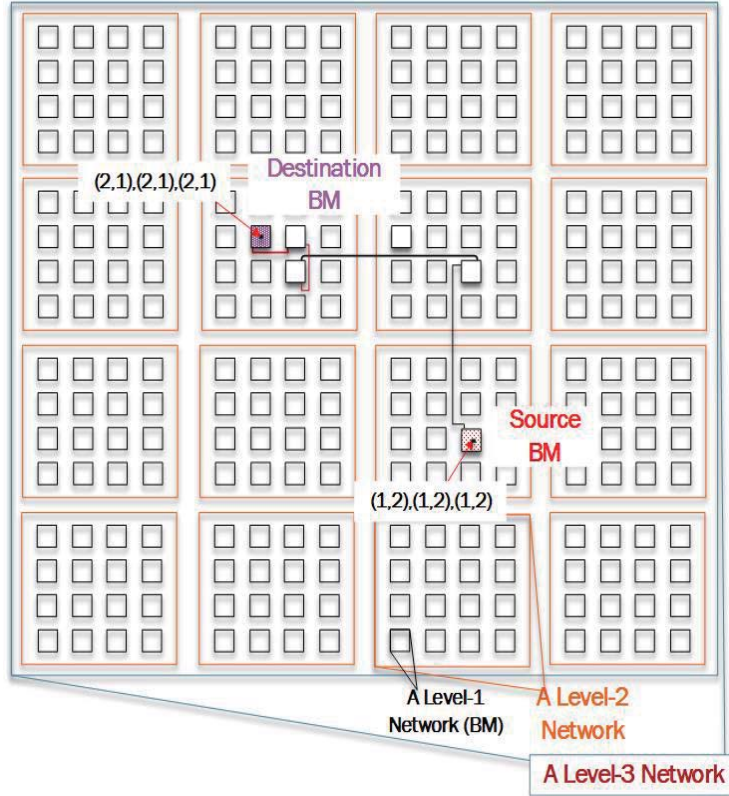 Destination
BM
(2,1),(2,1),(2,1)
Source
BM
(1,2),(1,2),(1,2)
A Level-1
Network (BM)
A Level-2
Network
A Level-3 Network